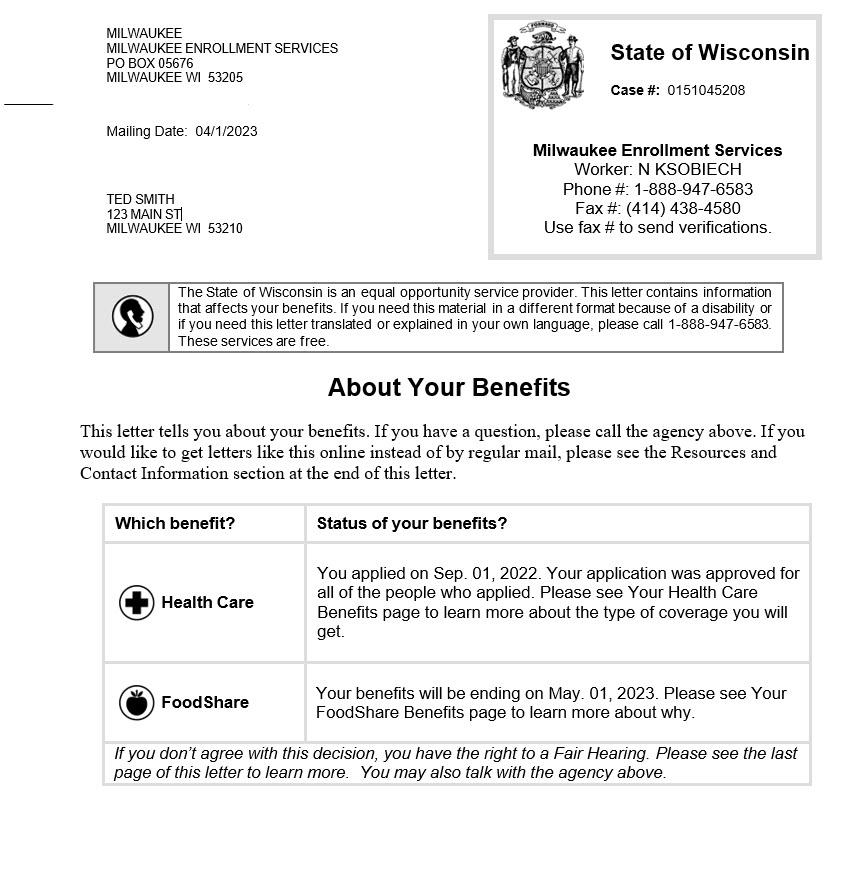 MILWAUKEE
MILWAUKEE ENROLLMENT SERVICES
PO BOX 05676
MILWAUKEE WI  53205
Mailing Date:  04/1/2023
TED SMITH
123 MAIN ST
MILWAUKEE WI  53210
FORWARD
State of Wisconsin
Case #:  0151045208
Milwaukee Enrollment Services
Worker: N KSOBIECH
Phone #: 1-888-947-6583
Fax #: (414) 438-4580
Use fax # to send verifications.
The State of Wisconsin is an equal opportunity service provider. This letter contains information
that affects your benefits. If you need this material in a different format because of a disability or
if you need this letter translated or explained in your own language, please call 1-888-947-6583.
These services are free.
About Your Benefits
This letter tells you about your benefits. If you have a question, please call the agency above. If you
would like to get letters like this online instead of by regular mail, please see the Resources and
Contact Information section at the end of this letter.
Which benefit?
Status of your benefits?
Health Care
You applied on Sep. 01, 2022. Your application was approved for
all of the people who applied. Please see Your Health Care
Benefits page to learn more about the type of coverage you will
get.
FoodShare
Your benefits will be ending on May. 01, 2023. Please see Your
FoodShare Benefits page to learn more about why.
If you don't agree with this decision, you have the right to a Fair Hearing. Please see the last
page of this letter to learn more.  You may also talk with the agency above.